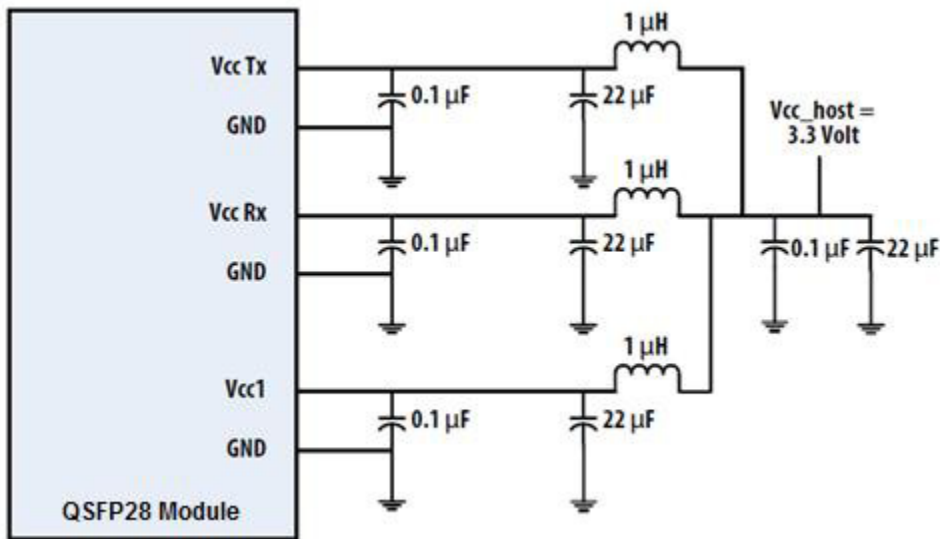 1 μH
Vcc Tx
0.1 μF
22 μF
Vcc_host =
3.3 Volt
GND
1 μH
Vcc Rx
0.1 μF
22 μF
0.1 μF
22 μF
GND
1 μH
Vcc1
0.1 μF
22 μF
GND
QSFP28 Module